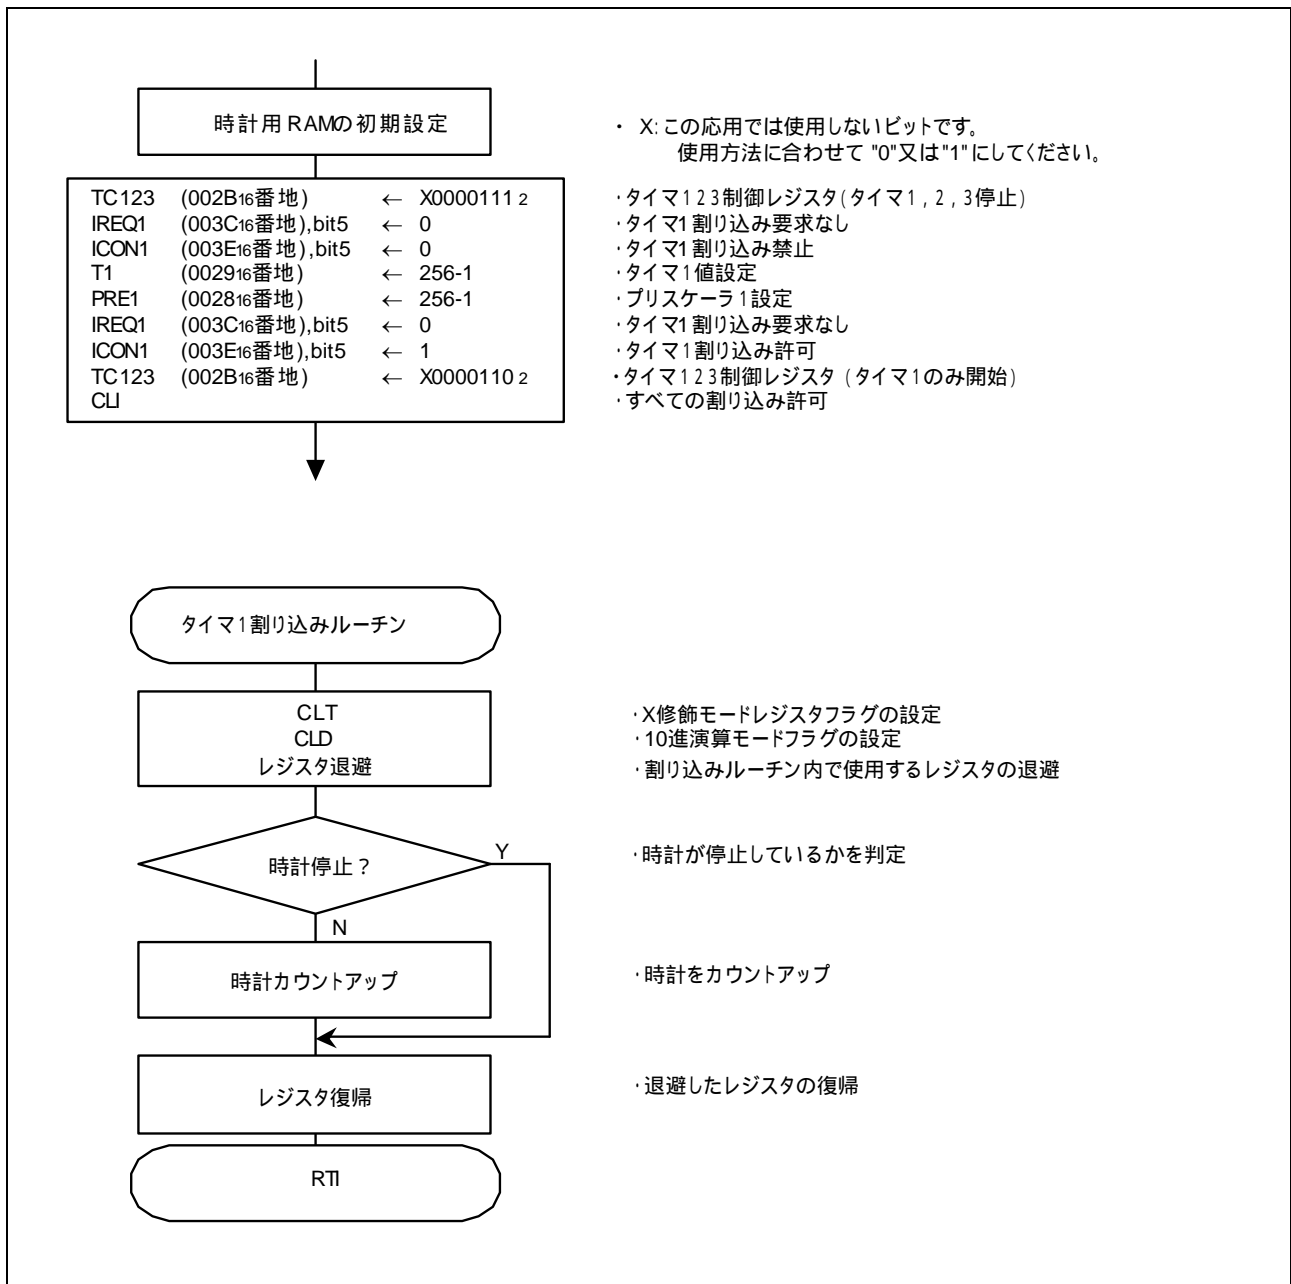 時計用RAMの初期設定
・ X:この応用では使用しないビットです。
使用方法に合わせて "0"又は"1"にしてください。
TC123 (002B16番地) ← X00001112 ・タイマ123制御レジスタ(タイマ1,2,3停止)
IREQ1 (003C16番地),bit5 ← 0 ・タイマ1割り込み要求なし
ICON1 (003E16番地),bit5 ← 0 ・タイマ1割り込み禁止
T1 (002916番地) ← 256-1 ・タイマ1値設定
PRE1 (002816番地) ← 256-1 ・プリスケーラ1設定
IREQ1 (003C16番地),bit5 ← 0 ・タイマ1割り込み要求なし
ICON1 (003E16番地),bit5 ← 1 ・タイマ1割り込み許可
TC123 (002B16番地) ← X00001102 ・タイマ123制御レジスタ (タイマ1のみ開始)
CLI ・すべての割り込み許可
タイマ1割り込みルーチン
CLT ・X修飾モードレジスタフラグの設定
CLD ・10進演算モードフラグの設定
レジスタ退避 ・割り込みルーチン内で使用するレジスタの退避
時計停止? Y ・時計が停止しているかを判定
N
時計カウントアップ ・時計をカウントアップ
レジスタ復帰 ・退避したレジスタの復帰
RTI